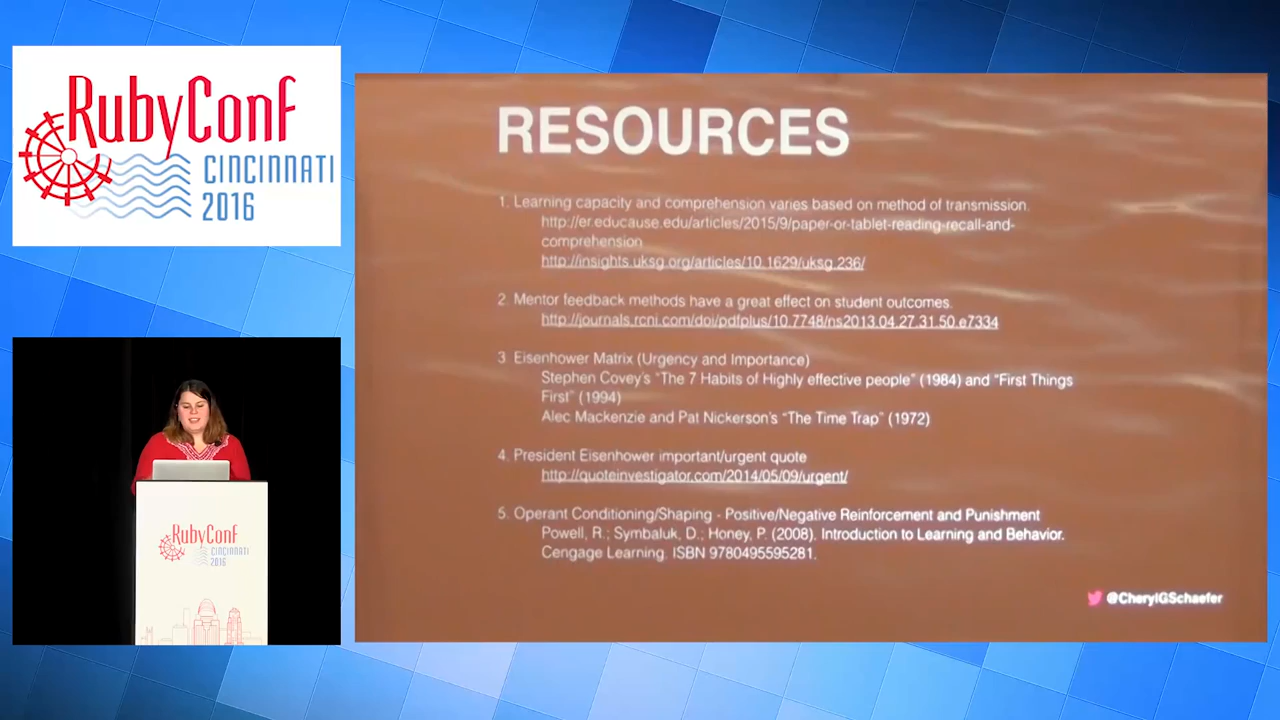 RubyConf
CINCINNATI
2016
RESOURCES
1. Learning capacity and comprehension varies based on method of transmission.
http://er.educause.edu/articles/2015/9/paper-or-tablet-reading-recall-and-
comprehension
http://insights.uksg.org/articles/10.1629/uksg.236/
2. Mentor feedback methods have a great effect on student outcomes.
http://journals.rcni.com/doi/pdfplus/10.7748/ns2013.04.27.31.50.e7334
3 Eisenhower Matrix (Urgency and Importance)
Stephen Covey's "The 7 Habits of Highly effective people" (1984) and "First Things
First" (1994)
Alec Mackenzie and Pat Nickerson's "The Time Trap" (1972)
4. President Eisenhower important/urgent quote
http://quoteinvestigator.com/2014/05/09/urgent/
5. Operant Conditioning/Shaping - Positive/Negative Reinforcement and Punishment
Powell, R.; Symbaluk, D.; Honey, P. (2008). Introduction to Learning and Behavior.
Cengage Learning. ISBN 9780495595281.
@CherylGSchaefer
RubyConf
CINCINNATI
2016